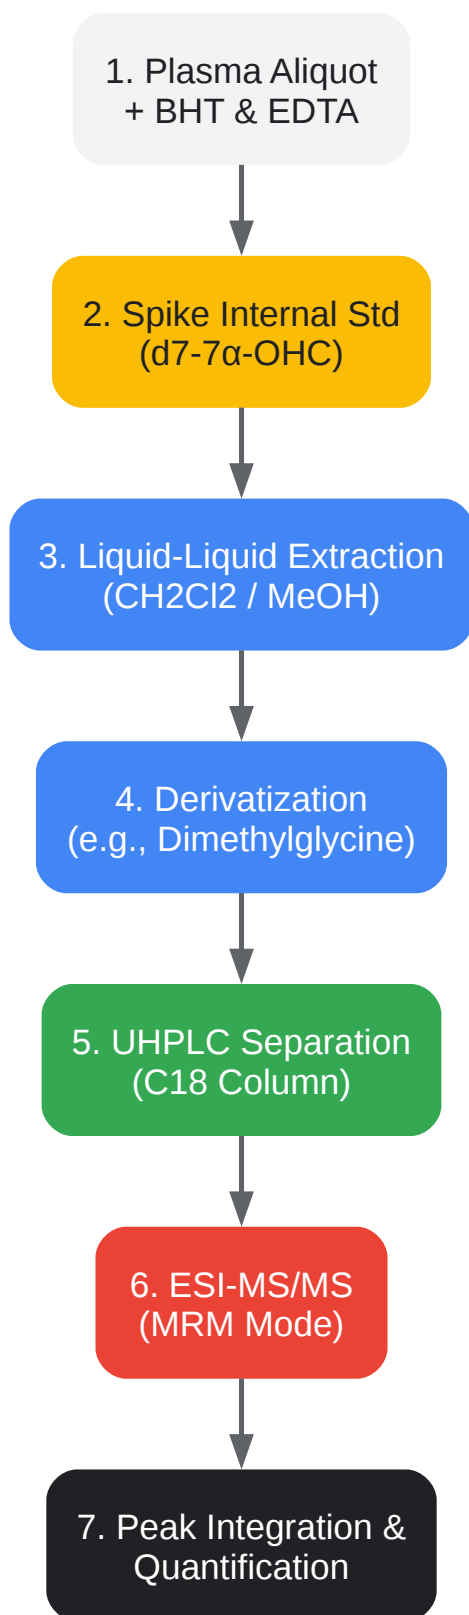 1. Plasma Aliquot
+ BHT & EDTA
2. Spike Internal Std
(d7-7α-OHC)
3. Liquid-Liquid Extraction
(CH2Cl2 / MeOH)
4. Derivatization
(e.g., Dimethylglycine)
5. UHPLC Separation
(C18 Column)
6. ESI-MS/MS
(MRM Mode)
7. Peak Integration &
Quantification